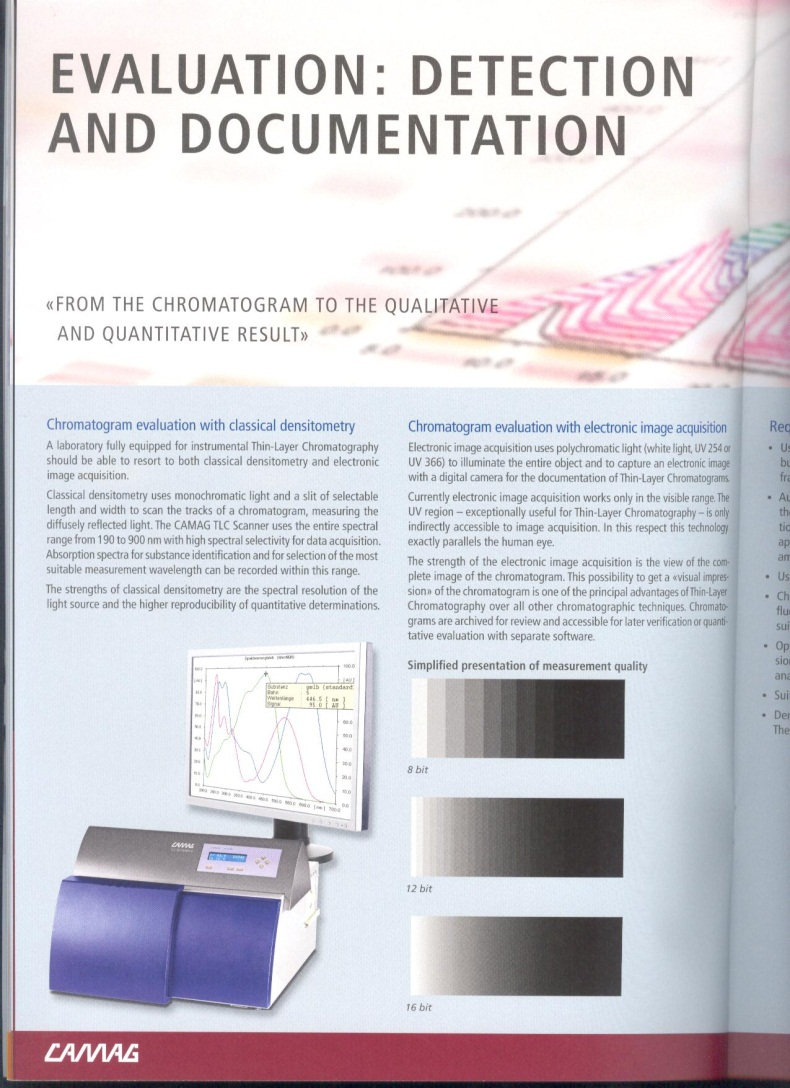 EVALUATION: DETECTION
AND DOCUMENTATION
«FROM THE CHROMATOGRAM TO THE QUALITATIVE
AND QUANTITATIVE RESULT»
Chromatogram evaluation with classical densitometry
A laboratory fully equipped for instrumental Thin-Layer Chromatography
should be able to resort to both classical densitometry and electronic
image acquisition.
Classical densitometry uses monochromatic light and a slit of selectable
length and width to scan the tracks of a chromatogram, measuring the
diffusely reflected light. The CAMAG TLC Scanner uses the entire spectral
range from 190 to 900 nm with high spectral selectivity for data acquisition.
Absorption spectra for substance identification and for selection of the most
suitable measurement wavelength can be recorded within this range.
The strengths of classical densitometry are the spectral resolution of the
light source and the higher reproducibility of quantitative determinations.
CAMAG
Chromatogram evaluation with electronic image acquisition
Electronic image acquisition uses polychromatic light (white light, UV 254 or
UV 366) to illuminate the entire object and to capture an electronic image
with a digital camera for the documentation of Thin-Layer Chromatograms.
Currently electronic image acquisition works only in the visible range. The
UV region – exceptionally useful for Thin-Layer Chromatography – is only
indirectly accessible to image acquisition. In this respect this technology
exactly parallels the human eye.
The strength of the electronic image acquisition is the view of the com-
plete image of the chromatogram. This possibility to get a «visual impres-
sion» of the chromatogram is one of the principal advantages of Thin-Layer
Chromatography over all other chromatographic techniques. Chromato-
grams are archived for review and accessible for later verification or quanti-
tative evaluation with separate software.
Simplified presentation of measurement quality
8 bit
12 bit
16 bit
CAMAG